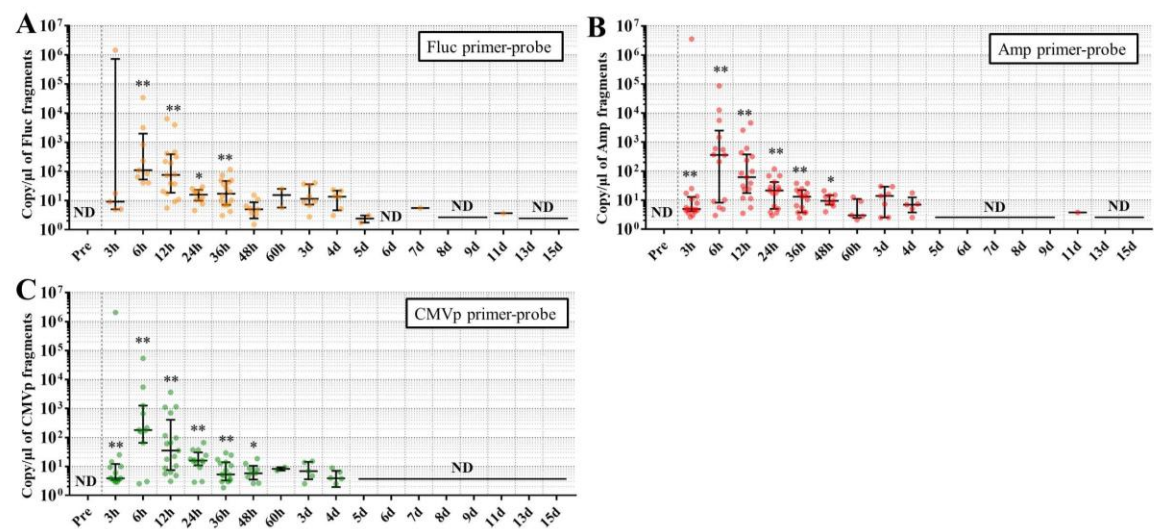 A
Fluc primer-probe
Copy/μl of Fluc fragments
10⁷
10⁶
10⁵
10⁴
10³
10²
10¹
10⁰
ND
**
**
*
**
ND
ND
ND
Pre 3h 6h 12h 24h 36h 48h 60h 3d 4d 5d 6d 7d 8d 9d 11d 13d 15d
B
Amp primer-probe
Copy/μl of Amp fragments
10⁷
10⁶
10⁵
10⁴
10³
10²
10¹
10⁰
ND
**
**
**
**
**
*
ND
ND
Pre 3h 6h 12h 24h 36h 48h 60h 3d 4d 5d 6d 7d 8d 9d 11d 13d 15d
C
CMVp primer-probe
Copy/μl of CMVp fragments
10⁷
10⁶
10⁵
10⁴
10³
10²
10¹
10⁰
ND
**
**
**
**
**
*
ND
Pre 3h 6h 12h 24h 36h 48h 60h 3d 4d 5d 6d 7d 8d 9d 11d 13d 15d